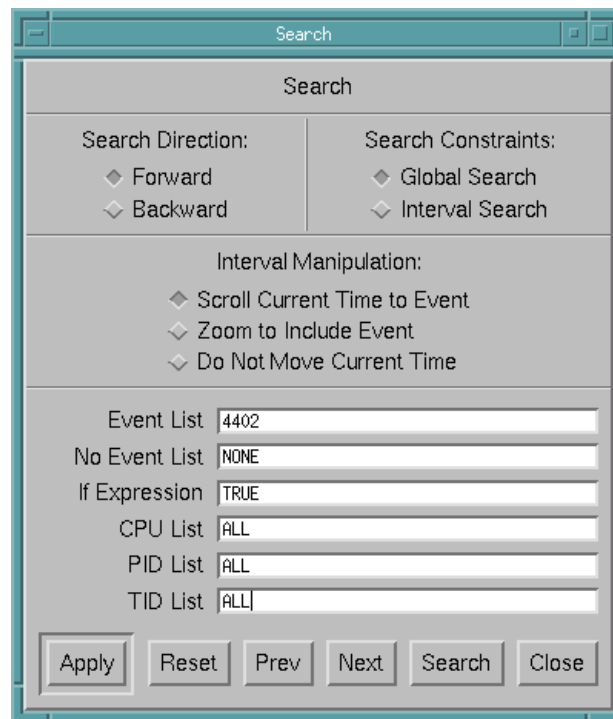 Search
Search
Search Direction:
Forward
Backward
Search Constraints:
Global Search
Interval Search
Interval Manipulation:
Scroll Current Time to Event
Zoom to Include Event
Do Not Move Current Time
Event List 4402
No Event List NONE
If Expression TRUE
CPU List ALL
PID List ALL
TID List ALL
Apply Reset Prev Next Search Close